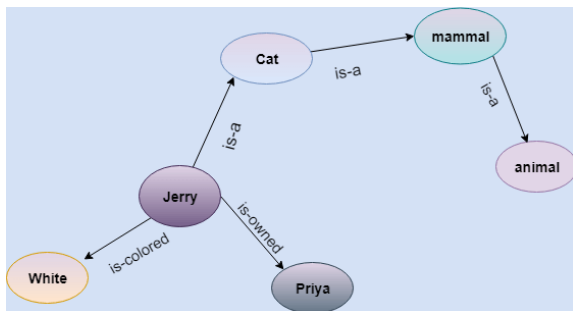 mammal
Cat
is-a
is-a
is-a
animal
Jerry
is-owned
is-colored
White
Priya